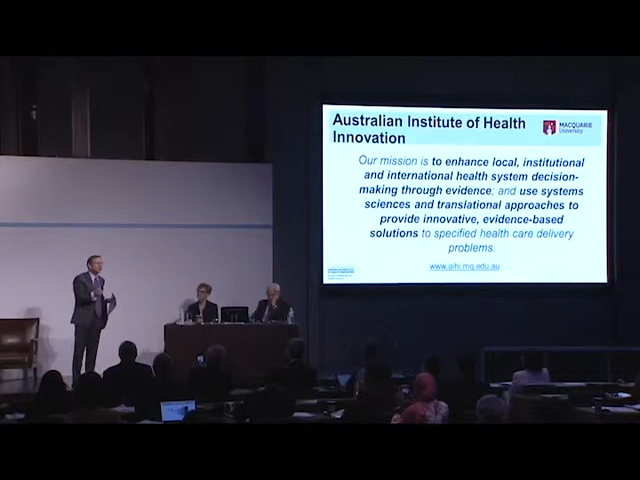 Australian Institute of Health
Innovation
MACQUARIE
University
Our mission is to enhance local, institutional
and international health system decision-
making through evidence; and use systems
sciences and translational approaches to
provide innovative, evidence-based
solutions to specified health care delivery
problems.
www.aihi.mq.edu.au